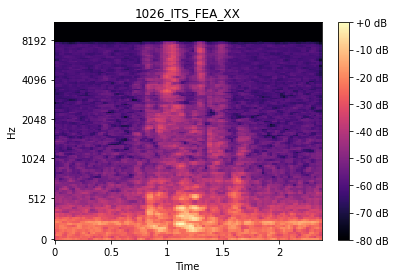 1026_ITS_FEA_XX
+0 dB
8192
-10 dB
4096
-20 dB
-30 dB
2048
-40 dB
Hz
1024
-50 dB
512
-60 dB
-70 dB
0
-80 dB
0 0.5 1 1.5 2
Time